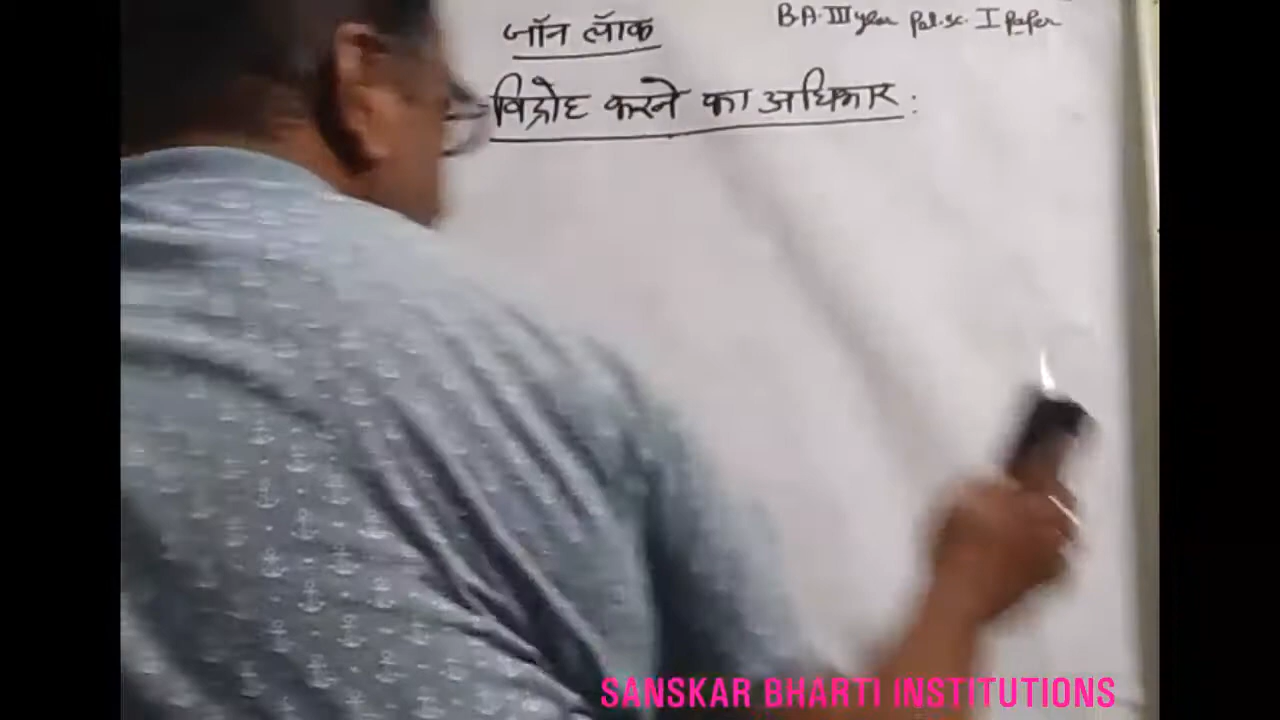 जॉन लॉक
B.A. III year Pol.sc. I paper
विद्रोह करने का अधिकार :
SANSKAR BHARTI INSTITUTIONS